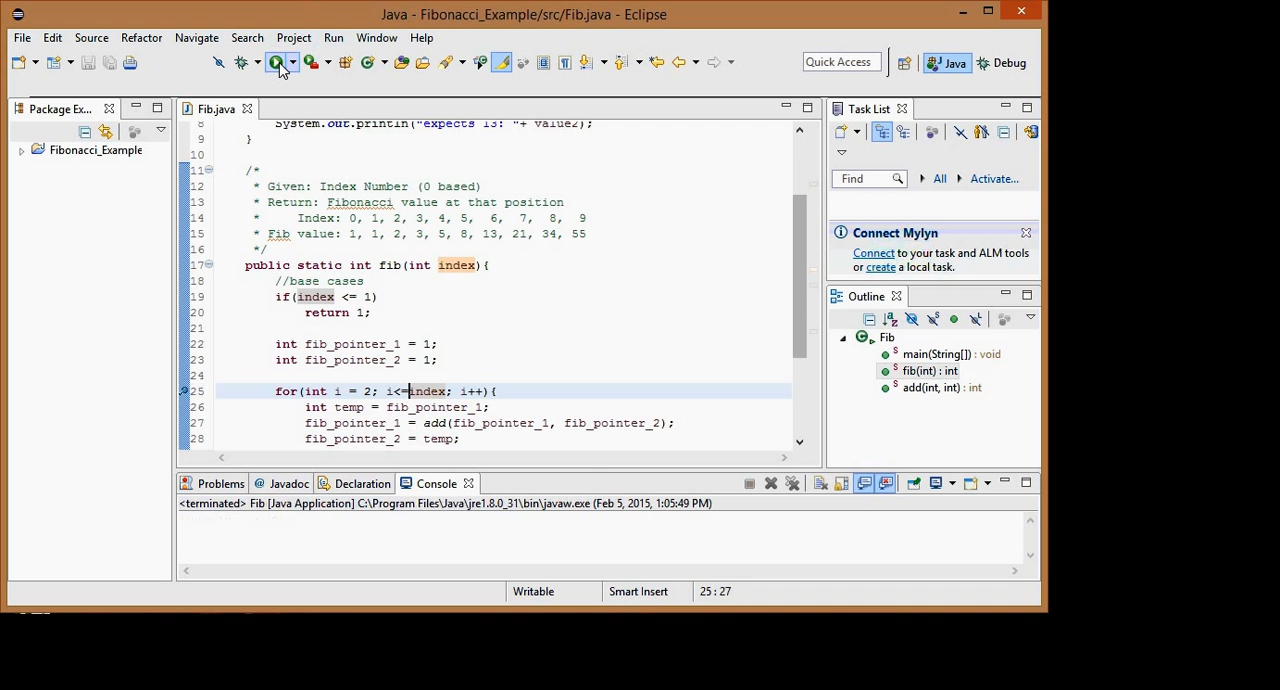 Java - Fibonacci_Example/src/Fib.java - Eclipse
File Edit Source Refactor Navigate Search Project Run Window Help
Quick Access Java Debug
Package Ex...
Fibonacci_Example
Fib.java
8 System.out.println("expects 13: "+ value2);
9 }
10
11 /*
12 * Given: Index Number (0 based)
13 * Return: Fibonacci value at that position
14 * Index: 0, 1, 2, 3, 4, 5, 6, 7, 8, 9
15 * Fib value: 1, 1, 2, 3, 5, 8, 13, 21, 34, 55
16 */
17 public static int fib(int index){
18 //base cases
19 if(index <= 1)
20 return 1;
21
22 int fib_pointer_1 = 1;
23 int fib_pointer_2 = 1;
24
25 for(int i = 2; i<=index; i++){
26 int temp = fib_pointer_1;
27 fib_pointer_1 = add(fib_pointer_1, fib_pointer_2);
28 fib_pointer_2 = temp;
Task List
Find All Activate...
Connect Mylyn
Connect to your task and ALM tools
or create a local task.
Outline
Fib
main(String[]) : void
fib(int) : int
add(int, int) : int
Problems Javadoc Declaration Console
<terminated> Fib [Java Application] C:\Program Files\Java\jre1.8.0_31\bin\javaw.exe (Feb 5, 2015, 1:05:49 PM)
Writable Smart Insert 25 : 27